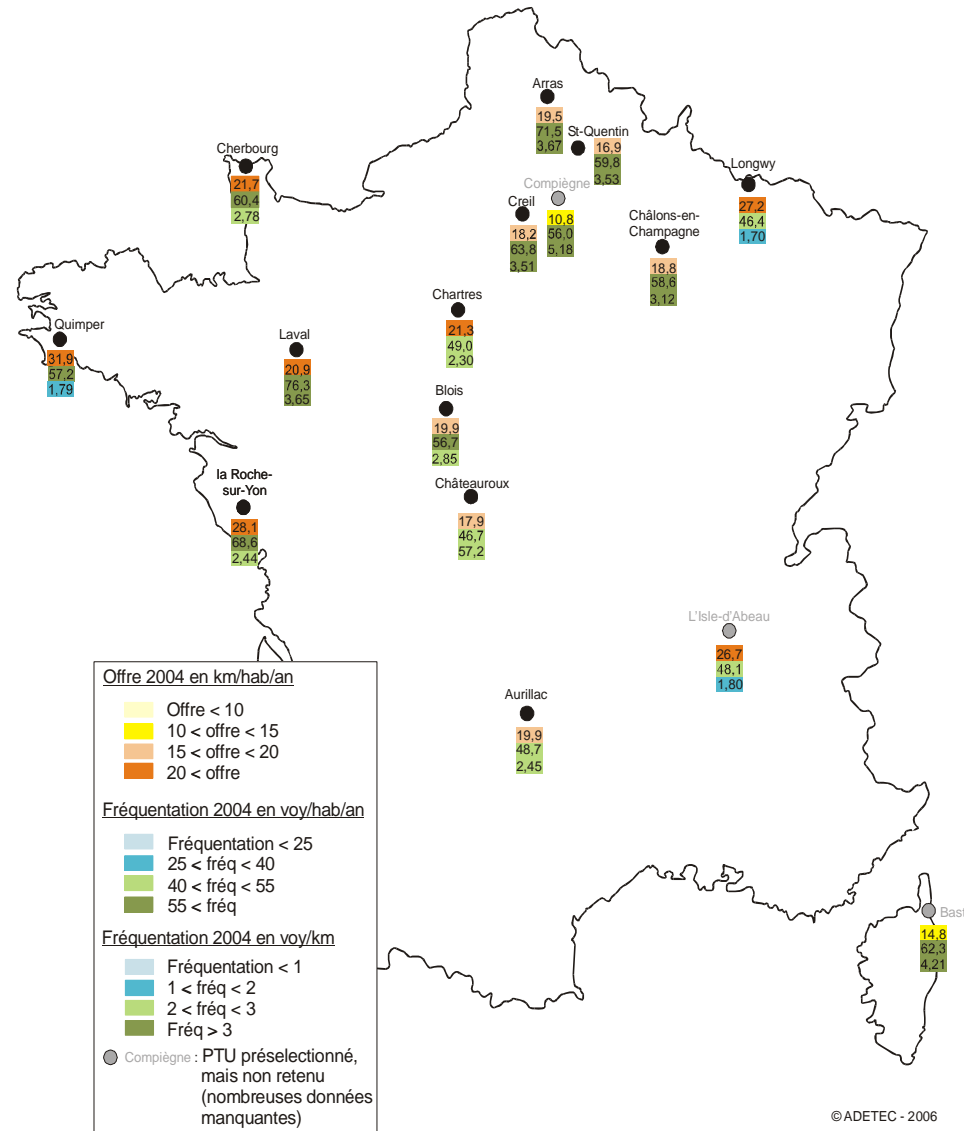 Arras
19,5
71,5
3,67
St-Quentin
16,9
59,8
3,53
Cherbourg
21,7
60,4
2,78
Longwy
27,2
46,4
1,70
Compiègne
10,8
56,0
5,18
Creil
18,2
63,8
3,51
Châlons-en-
Champagne
18,8
58,6
3,12
Chartres
21,3
49,0
2,30
Quimper
31,9
57,2
1,79
Laval
20,9
76,3
3,65
Blois
19,9
56,7
2,85
la Roche-
sur-Yon
28,1
68,6
2,44
Châteauroux
17,9
46,7
57,2
L'Isle-d'Abeau
26,7
48,1
1,80
Aurillac
19,9
48,7
2,45
Bast
14,8
62,3
4,21
Offre 2004 en km/hab/an
Offre < 10
10 < offre < 15
15 < offre < 20
20 < offre
Fréquentation 2004 en voy/hab/an
Fréquentation < 25
25 < fréq < 40
40 < fréq < 55
55 < fréq
Fréquentation 2004 en voy/km
Fréquentation < 1
1 < fréq < 2
2 < fréq < 3
Fréq > 3
Compiègne : PTU préselectionné,
mais non retenu
(nombreuses données
manquantes)
© ADETEC - 2006